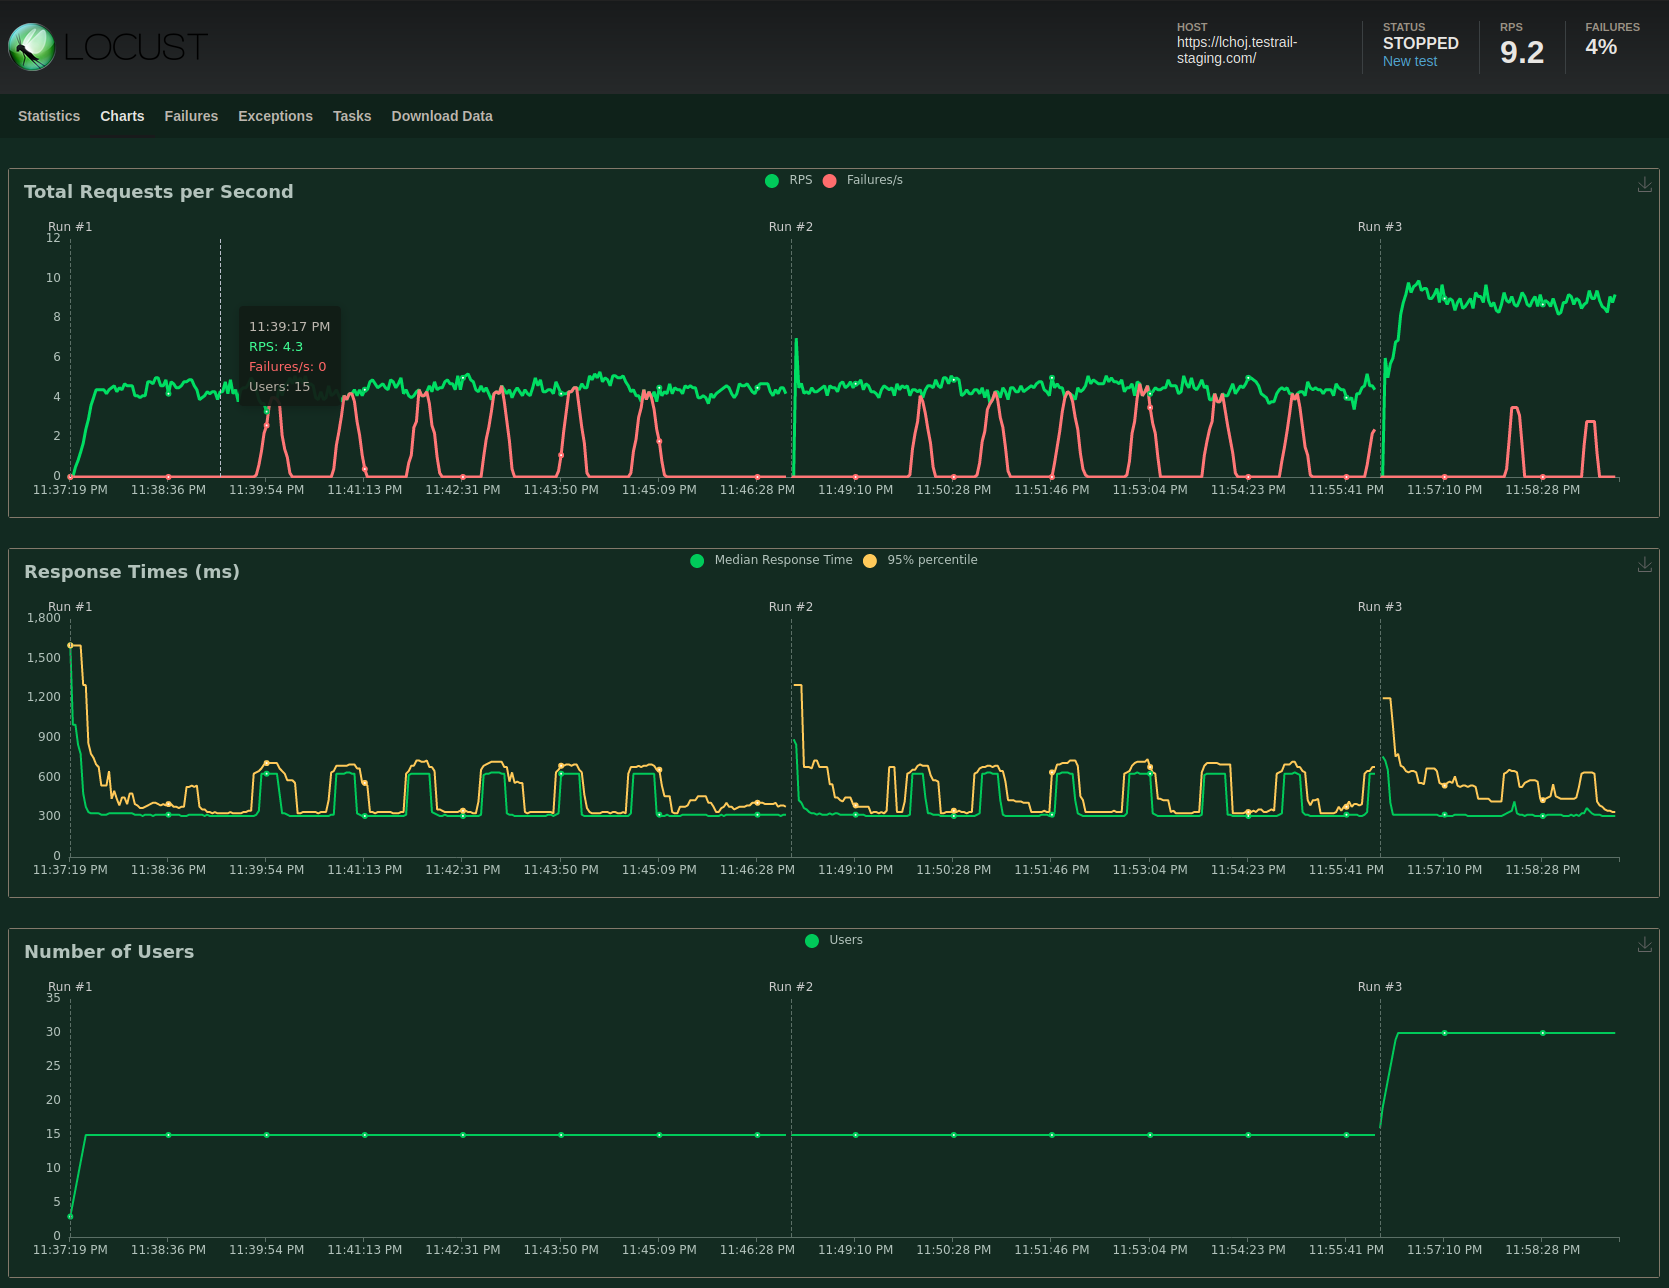 LOCUST
HOST
https://lchoj.testrail-
staging.com/
STATUS
STOPPED
New test
RPS
9.2
FAILURES
4%
Statistics Charts Failures Exceptions Tasks Download Data
Total Requests per Second
RPS Failures/s
Run #1 Run #2 Run #3
12
10
8
6
4
2
0
11:39:17 PM
RPS: 4.3
Failures/s: 0
Users: 15
11:37:19 PM 11:38:36 PM 11:39:54 PM 11:41:13 PM 11:42:31 PM 11:43:50 PM 11:45:09 PM 11:46:28 PM 11:49:10 PM 11:50:28 PM 11:51:46 PM 11:53:04 PM 11:54:23 PM 11:55:41 PM 11:57:10 PM 11:58:28 PM
Response Times (ms)
Median Response Time 95% percentile
Run #1 Run #2 Run #3
1,800
1,500
1,200
900
600
300
0
11:37:19 PM 11:38:36 PM 11:39:54 PM 11:41:13 PM 11:42:31 PM 11:43:50 PM 11:45:09 PM 11:46:28 PM 11:49:10 PM 11:50:28 PM 11:51:46 PM 11:53:04 PM 11:54:23 PM 11:55:41 PM 11:57:10 PM 11:58:28 PM
Number of Users
Users
Run #1 Run #2 Run #3
35
30
25
20
15
10
5
0
11:37:19 PM 11:38:36 PM 11:39:54 PM 11:41:13 PM 11:42:31 PM 11:43:50 PM 11:45:09 PM 11:46:28 PM 11:49:10 PM 11:50:28 PM 11:51:46 PM 11:53:04 PM 11:54:23 PM 11:55:41 PM 11:57:10 PM 11:58:28 PM